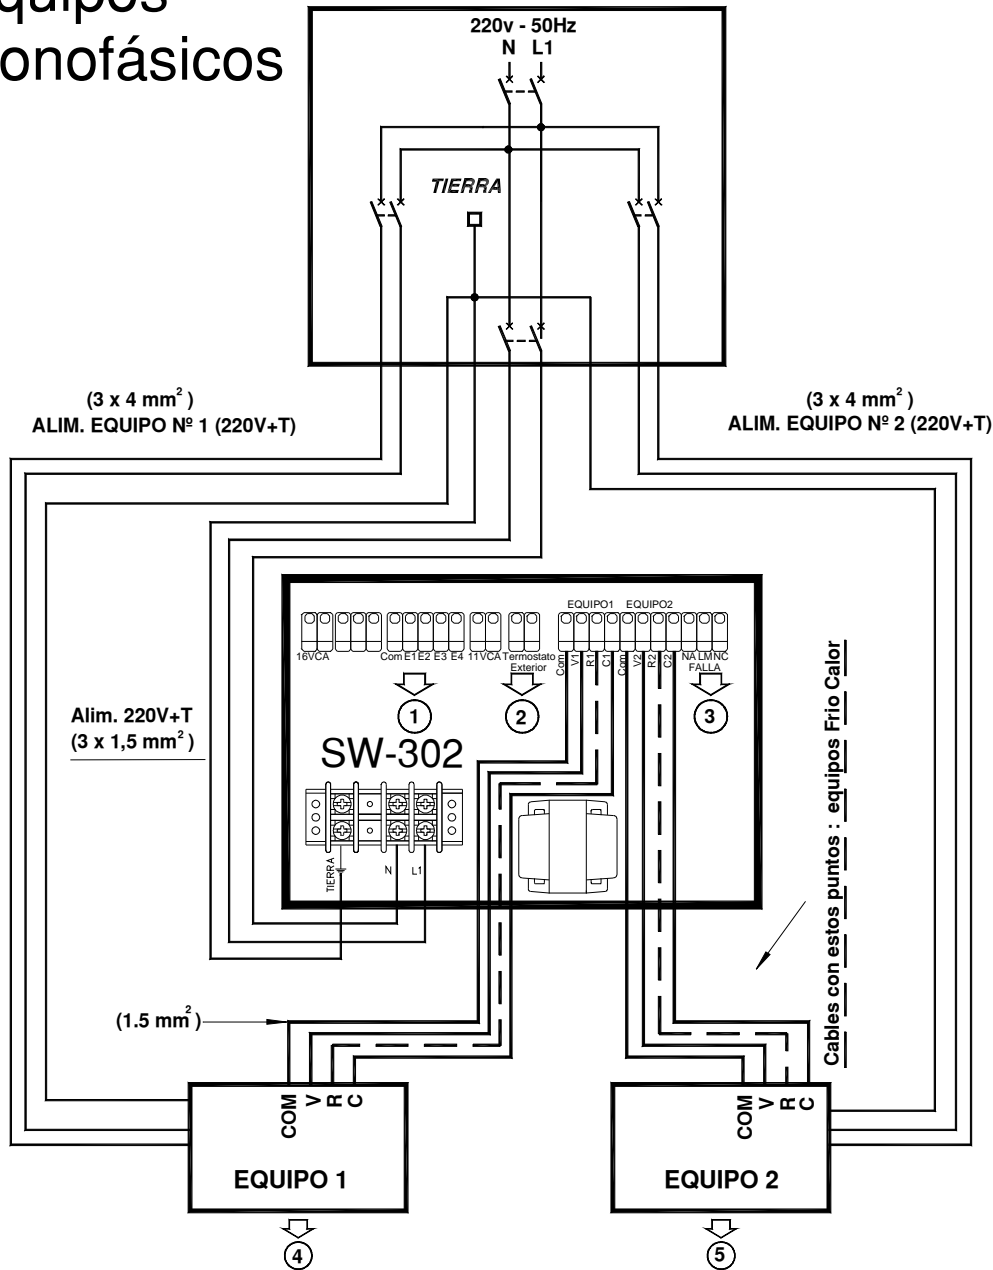 quipos
onofásicos
220v - 50Hz
N L1
TIERRA
(3 x 4 mm² )
ALIM. EQUIPO Nº 1 (220V+T)
(3 x 4 mm² )
ALIM. EQUIPO Nº 2 (220V+T)
EQUIPO1 EQUIPO2
16VCA
Com E1 E2 E3 E4
11VCA
Termostato
Exterior
Com V1 R1 C1 Com V2 R2 C2
NA LM NC
FALLA
1
2
3
Alim. 220V+T
(3 x 1,5 mm² )
SW-302
TIERRA N L1
Cables con estos puntos : equipos Frio Calor
(1.5 mm² )
COM V R C
EQUIPO 1
COM V R C
EQUIPO 2
4
5